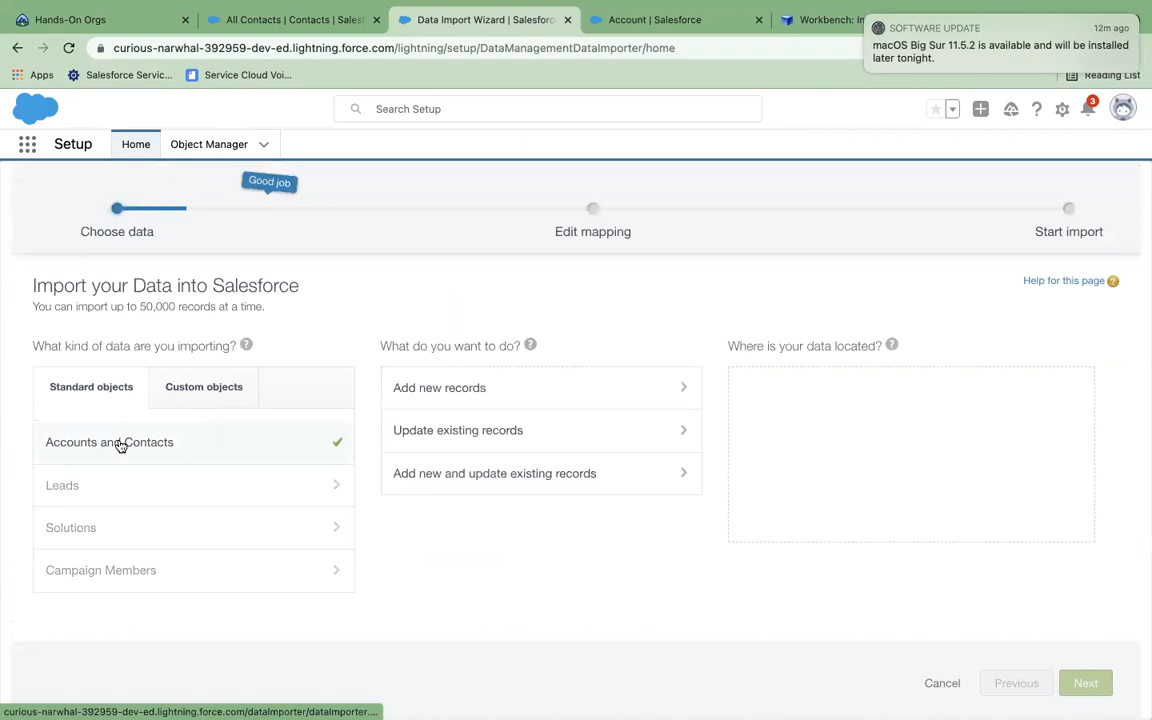 Hands-On Orgs
All Contacts | Contacts | Sales
Data Import Wizard | Salesforc
Account | Salesforce
Workbench: In
SOFTWARE UPDATE
12m ago
macOS Big Sur 11.5.2 is available and will be installed
later tonight.
curious-narwhal-392959-dev-ed.lightning.force.com/lightning/setup/DataManagementDataImporter/home
Apps
Salesforce Servic...
Service Cloud Voi...
Reading List
Search Setup
3
Setup
Home
Object Manager
Good job
Choose data
Edit mapping
Start import
Import your Data into Salesforce
Help for this page
You can import up to 50,000 records at a time.
What kind of data are you importing? ?
What do you want to do? ?
Where is your data located? ?
Standard objects
Custom objects
Add new records
Update existing records
Add new and update existing records
Accounts and Contacts
Leads
Solutions
Campaign Members
Cancel
Previous
Next
curious-narwhal-392959-dev-ed.lightning.force.com/dataImporter/dataImporter....